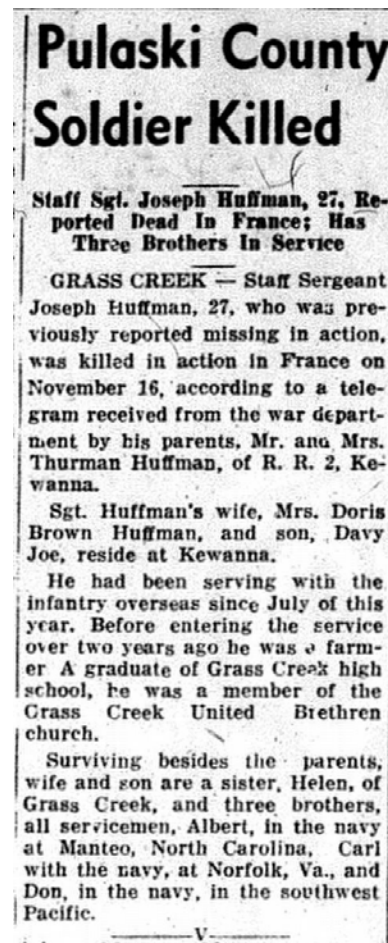 Pulaski County
Soldier Killed
Staff Sgt. Joseph Huffman, 27, Re-
ported Dead In France; Has
Three Brothers In Service
GRASS CREEK — Staff Sergeant
Joseph Huffman, 27, who was pre-
viously reported missing in action,
was killed in action in France on
November 16, according to a tele-
gram received from the war depart-
ment by his parents, Mr. and Mrs.
Thurman Huffman, of R. R. 2, Ke-
wanna.
Sgt. Huffman's wife, Mrs. Doris
Brown Huffman, and son, Davy
Joe, reside at Kewanna.
He had been serving with the
infantry overseas since July of this
year. Before entering the service
over two years ago he was a farm-
er A graduate of Grass Creek high
school, he was a member of the
Grass Creek United Brethren
church.
Surviving besides the parents,
wife and son are a sister, Helen, of
Grass Creek, and three brothers,
all servicemen, Albert, in the navy
at Manteo, North Carolina, Carl
with the navy, at Norfolk, Va., and
Don, in the navy, in the southwest
Pacific.
V